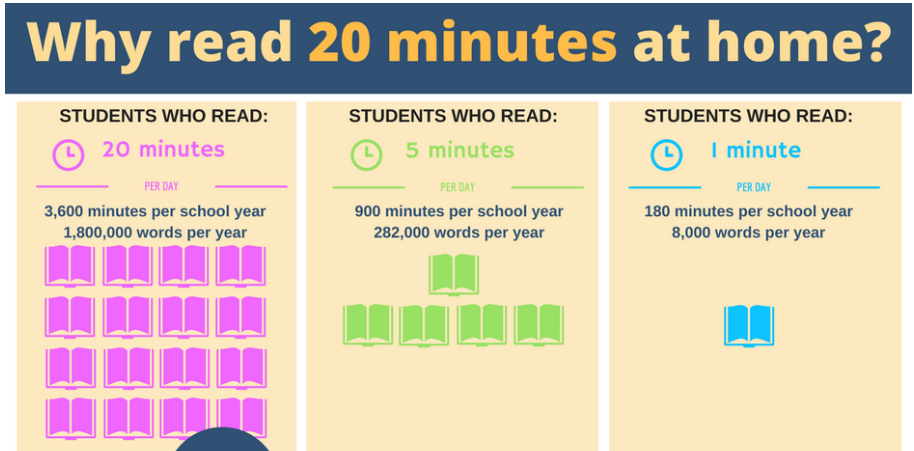 Why read 20 minutes at home?
STUDENTS WHO READ:
20 minutes
PER DAY
3,600 minutes per school year
1,800,000 words per year
STUDENTS WHO READ:
5 minutes
PER DAY
900 minutes per school year
282,000 words per year
STUDENTS WHO READ:
1 minute
PER DAY
180 minutes per school year
8,000 words per year